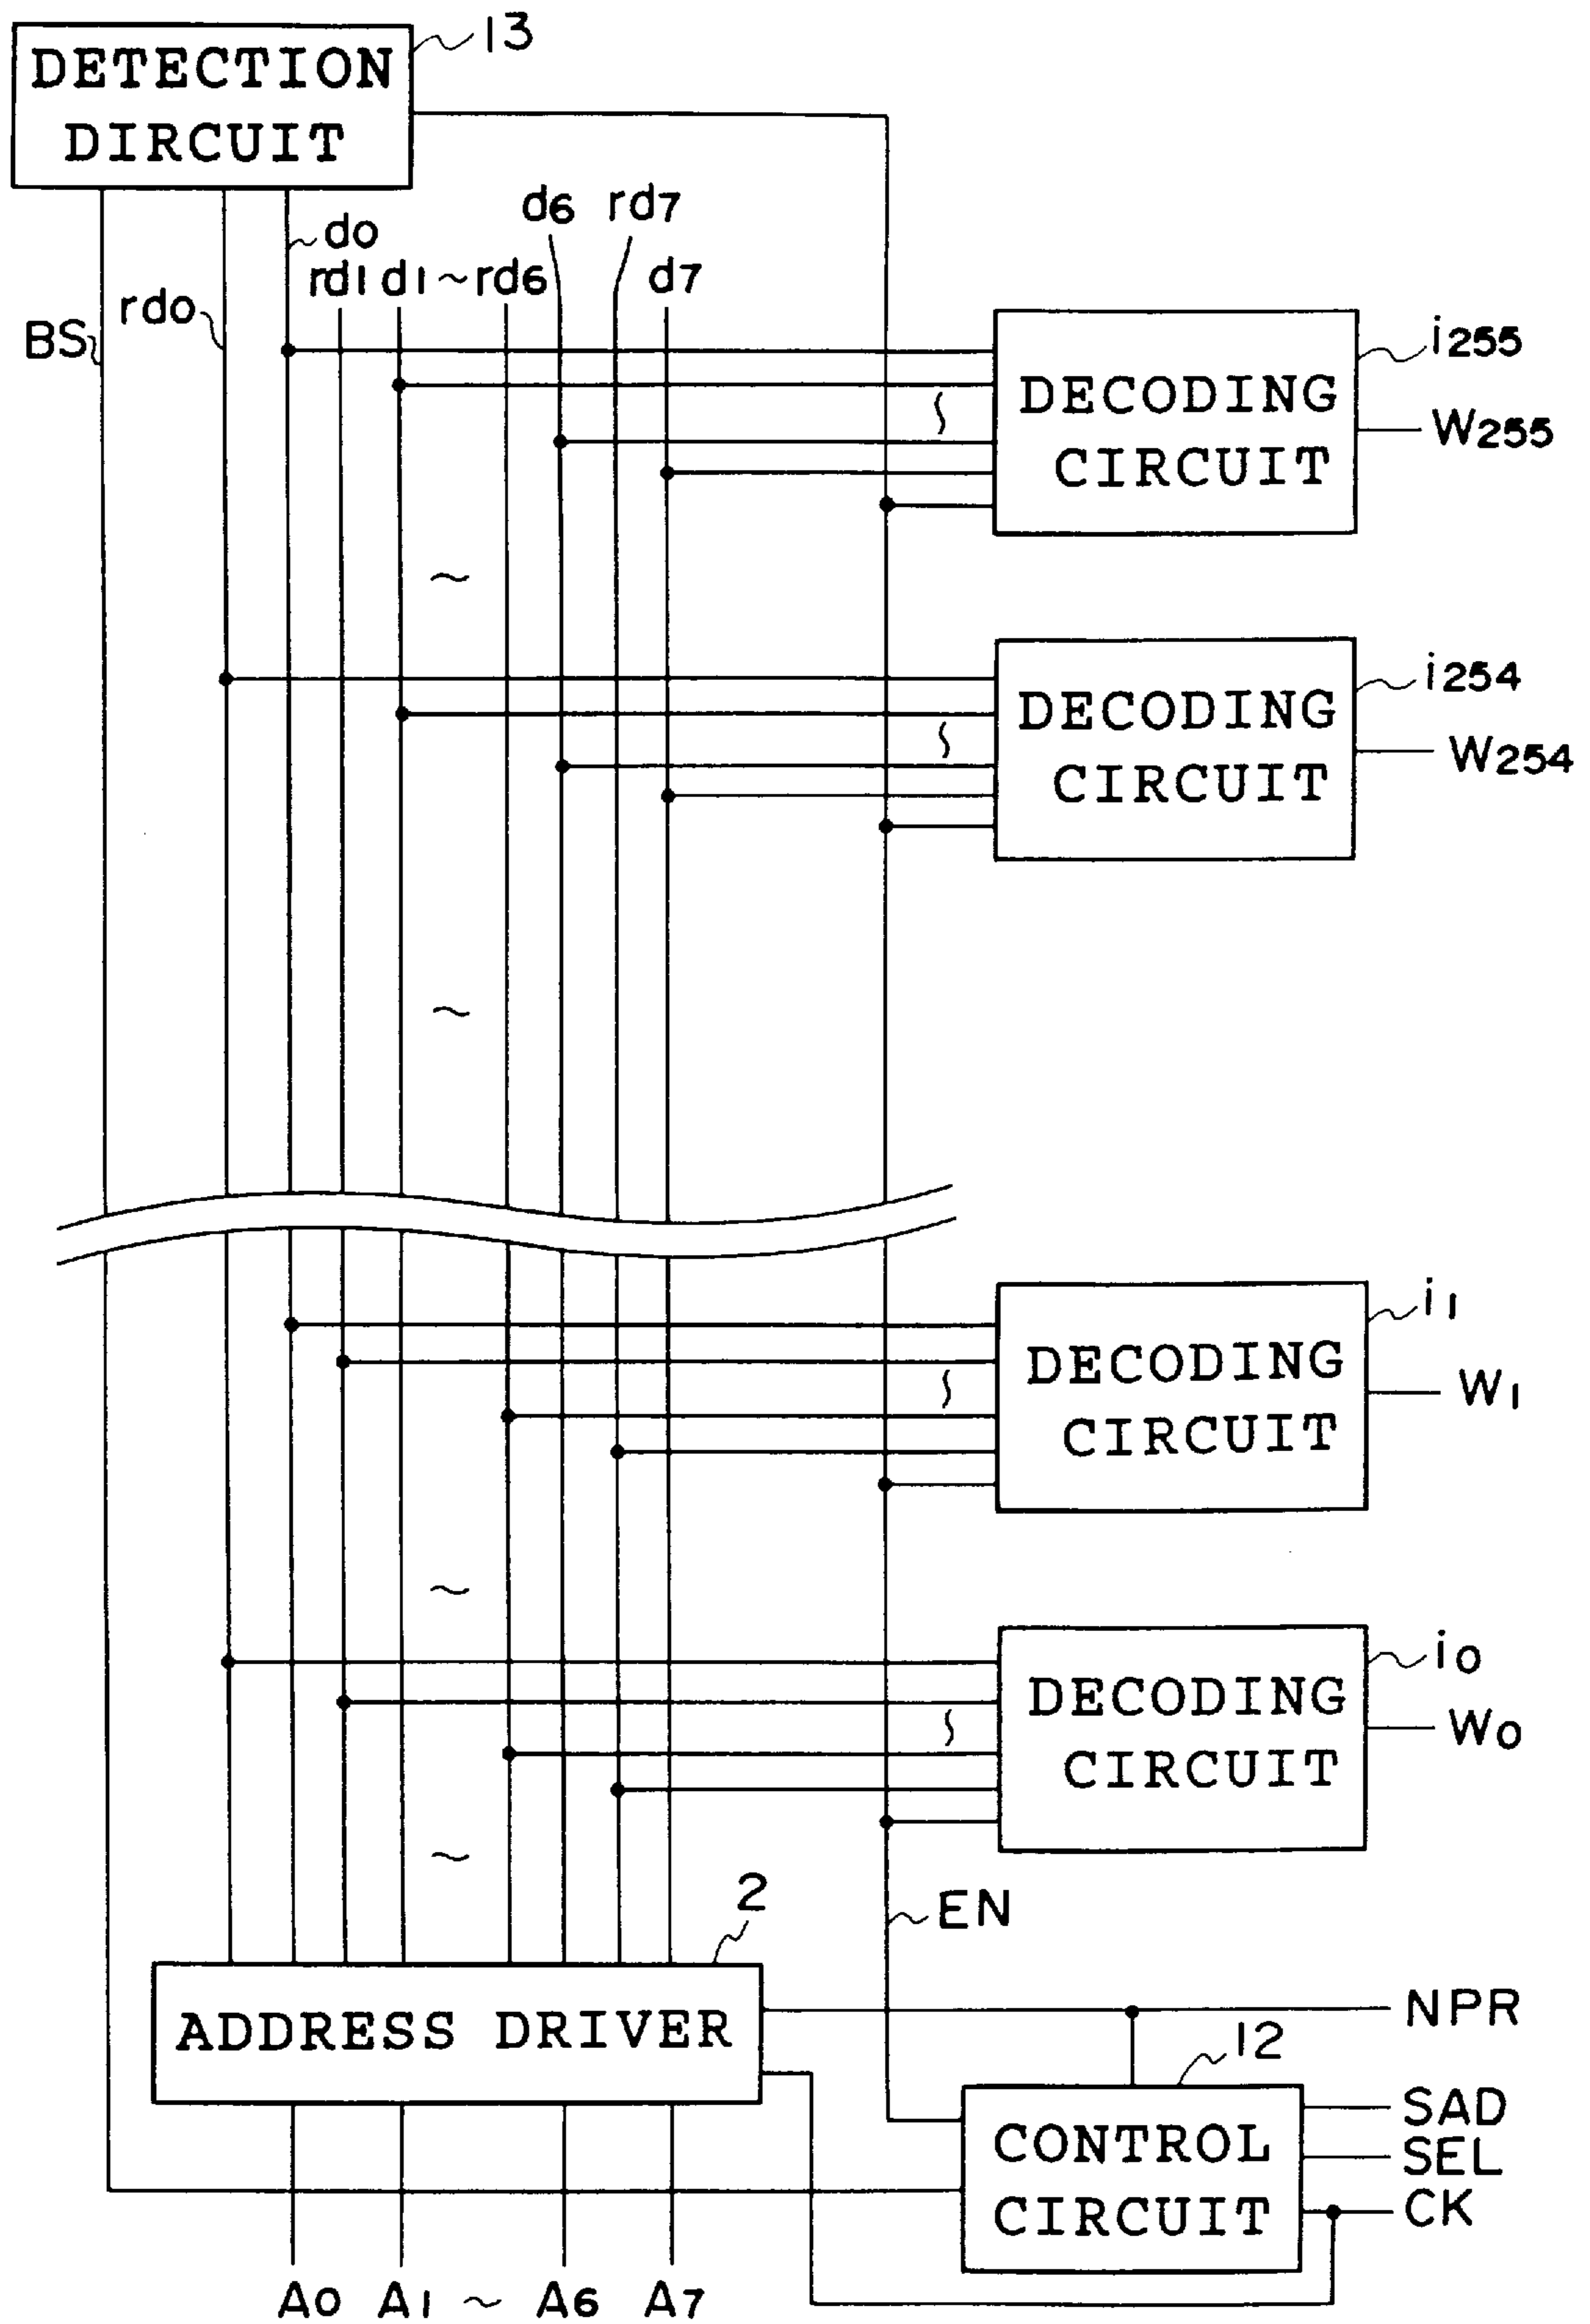 13
DETECTION
DIRCUIT
d6 rd7
d0
rd1 d1 ~ rd6 d7
rd0
BS
i255
DECODING
CIRCUIT
W255
i254
DECODING
CIRCUIT
W254
i1
DECODING
CIRCUIT
W1
i0
DECODING
CIRCUIT
W0
EN
2
ADDRESS DRIVER
NPR
12
CONTROL
CIRCUIT
SAD
SEL
CK
A0 A1 ~ A6 A7